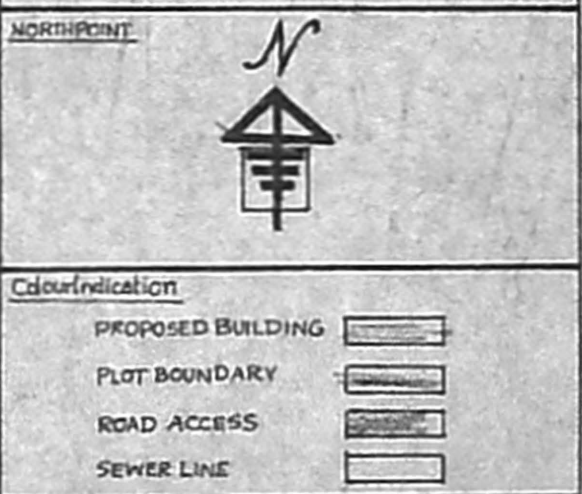 NORTHPOINT
N
ColourIndication
PROPOSED BUILDING
PLOT BOUNDARY
ROAD ACCESS
SEWER LINE